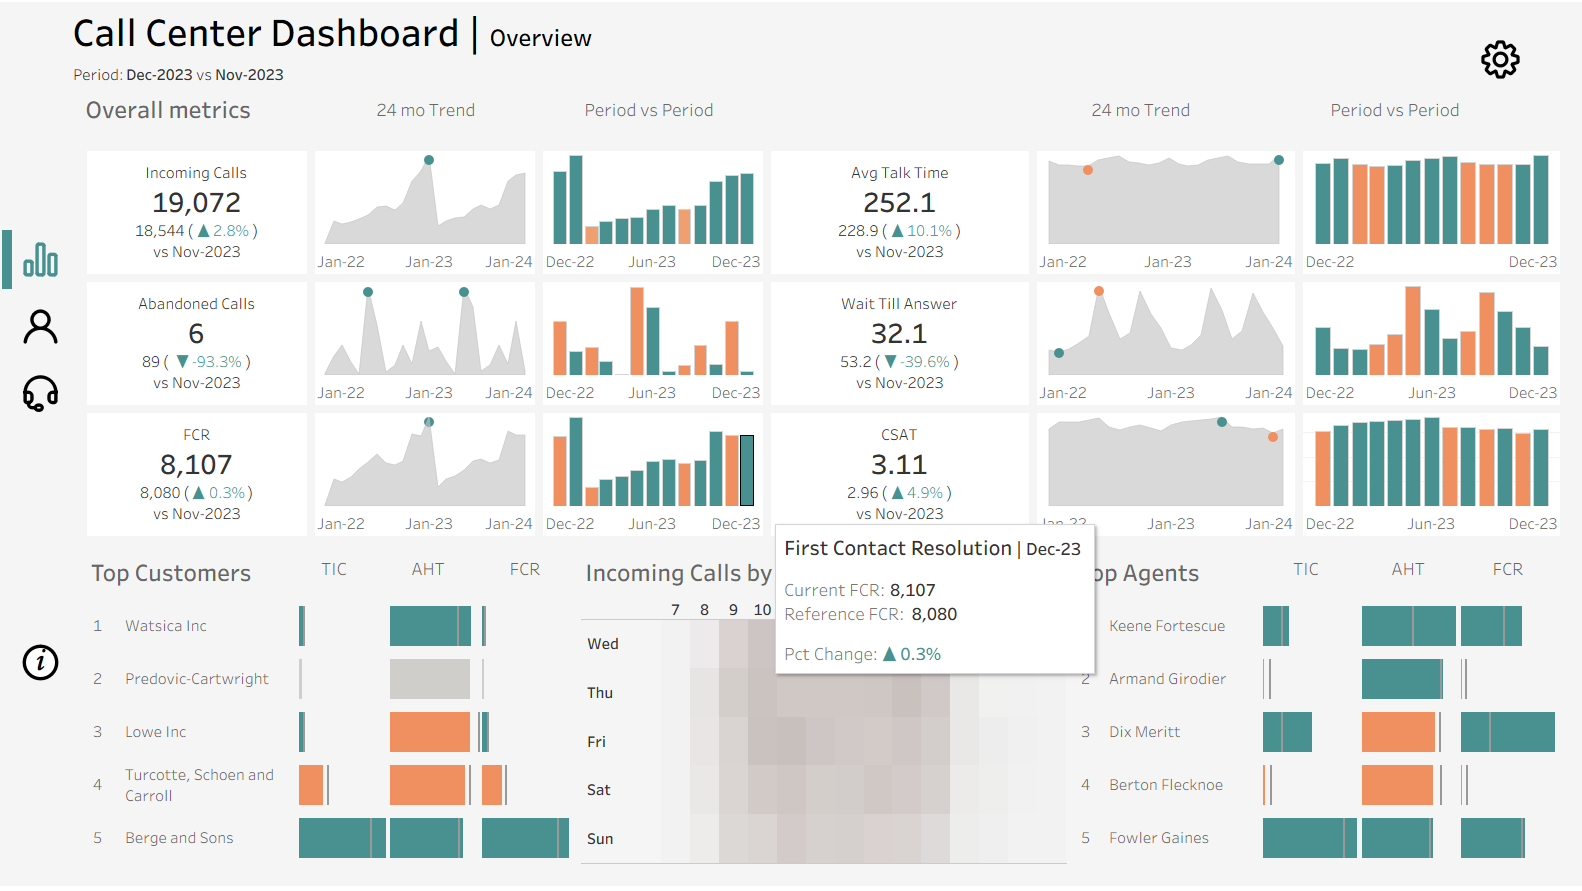 Call Center Dashboard | Overview
Period: Dec-2023 vs Nov-2023
Overall metrics
24 mo Trend
Period vs Period
24 mo Trend
Period vs Period
Incoming Calls
19,072
18,544 ( ▲ 2.8% )
vs Nov-2023
Jan-22 Jan-23 Jan-24
Dec-22 Jun-23 Dec-23
Avg Talk Time
252.1
228.9 ( ▲ 10.1% )
vs Nov-2023
Jan-22 Jan-23 Jan-24
Dec-22 Dec-23
Abandoned Calls
6
89 ( ▼ -93.3% )
vs Nov-2023
Jan-22 Jan-23 Jan-24
Dec-22 Jun-23 Dec-23
Wait Till Answer
32.1
53.2 ( ▼ -39.6% )
vs Nov-2023
Jan-22 Jan-23 Jan-24
Dec-22 Jun-23 Dec-23
FCR
8,107
8,080 ( ▲ 0.3% )
vs Nov-2023
Jan-22 Jan-23 Jan-24
Dec-22 Jun-23 Dec-23
CSAT
3.11
2.96 ( ▲ 4.9% )
vs Nov-2023
Jan-23 Jan-24
Dec-22 Jun-23 Dec-23
First Contact Resolution | Dec-23
Current FCR: 8,107
Reference FCR: 8,080
Pct Change: ▲ 0.3%
Top Customers TIC AHT FCR
1 Watsica Inc
2 Predovic-Cartwright
3 Lowe Inc
4 Turcotte, Schoen and
Carroll
5 Berge and Sons
Incoming Calls by
7 8 9 10
Wed
Thu
Fri
Sat
Sun
Agents TIC AHT FCR
Keene Fortescue
2 Armand Girodier
3 Dix Meritt
4 Berton Flecknoe
5 Fowler Gaines